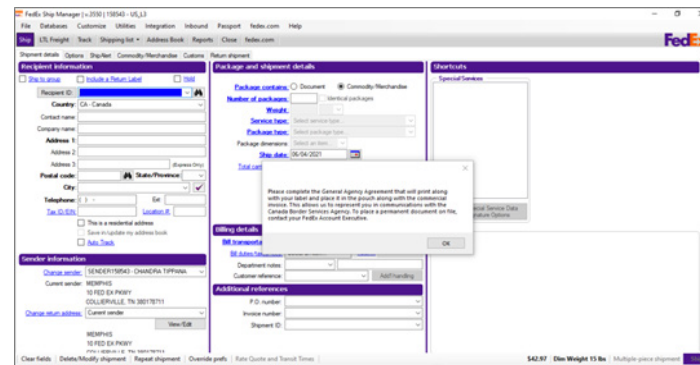 FedEx Ship Manager | v.3550 | 158543 - US_L3
File Databases Customize Utilities Integration Inbound Passport fedex.com Help
Ship LTL Freight Track Shipping list Address Book Reports Close fedex.com
FedEx
Shipment details Options ShipAlert Commodity/Merchandise Customs Return shipment
Recipient information
Ship to group Include a Return Label Hold
Recipient ID:
Country: CA - Canada
Contact name:
Company name:
Address 1:
Address 2:
Address 3: (Express Only)
Postal code: State/Province:
City:
Telephone: ( ) - Ext:
Tax ID/EIN: Location #:
This is a residential address
Save in/update my address book
Auto Track
Sender information
Change sender: SENDER158543 - CHANDRA TIPPANA
Current sender: MEMPHIS
10 FED EX PKWY
COLLIERVILLE, TN 380178711
Change return address: Current sender
View/Edit
MEMPHIS
10 FED EX PKWY
COLLIERVILLE, TN 380178711
Package and shipment details
Package contains: Document Commodity/Merchandise
Number of packages: Identical packages
Weight:
Service type: Select service type...
Package type: Select package type...
Package dimensions: Select an item...
Ship date: 06/04/2021
Please complete the General Agency Agreement that will print along
with your label and place it in the pouch along with the commercial
invoice. This allows us to represent you in communications with the
Canada Border Services Agency. To place a permanent document on file,
contact your FedEx Account Executive.
OK
Billing details
Department notes:
Customer reference: Add'l handling
Additional references
P.O. number:
Invoice number:
Shipment ID:
Shortcuts
Special Services
Clear fields Delete/Modify shipment Repeat shipment Override prefs Rate Quote and Transit Times $42.97 Dim Weight 15 lbs Multiple-piece shipment